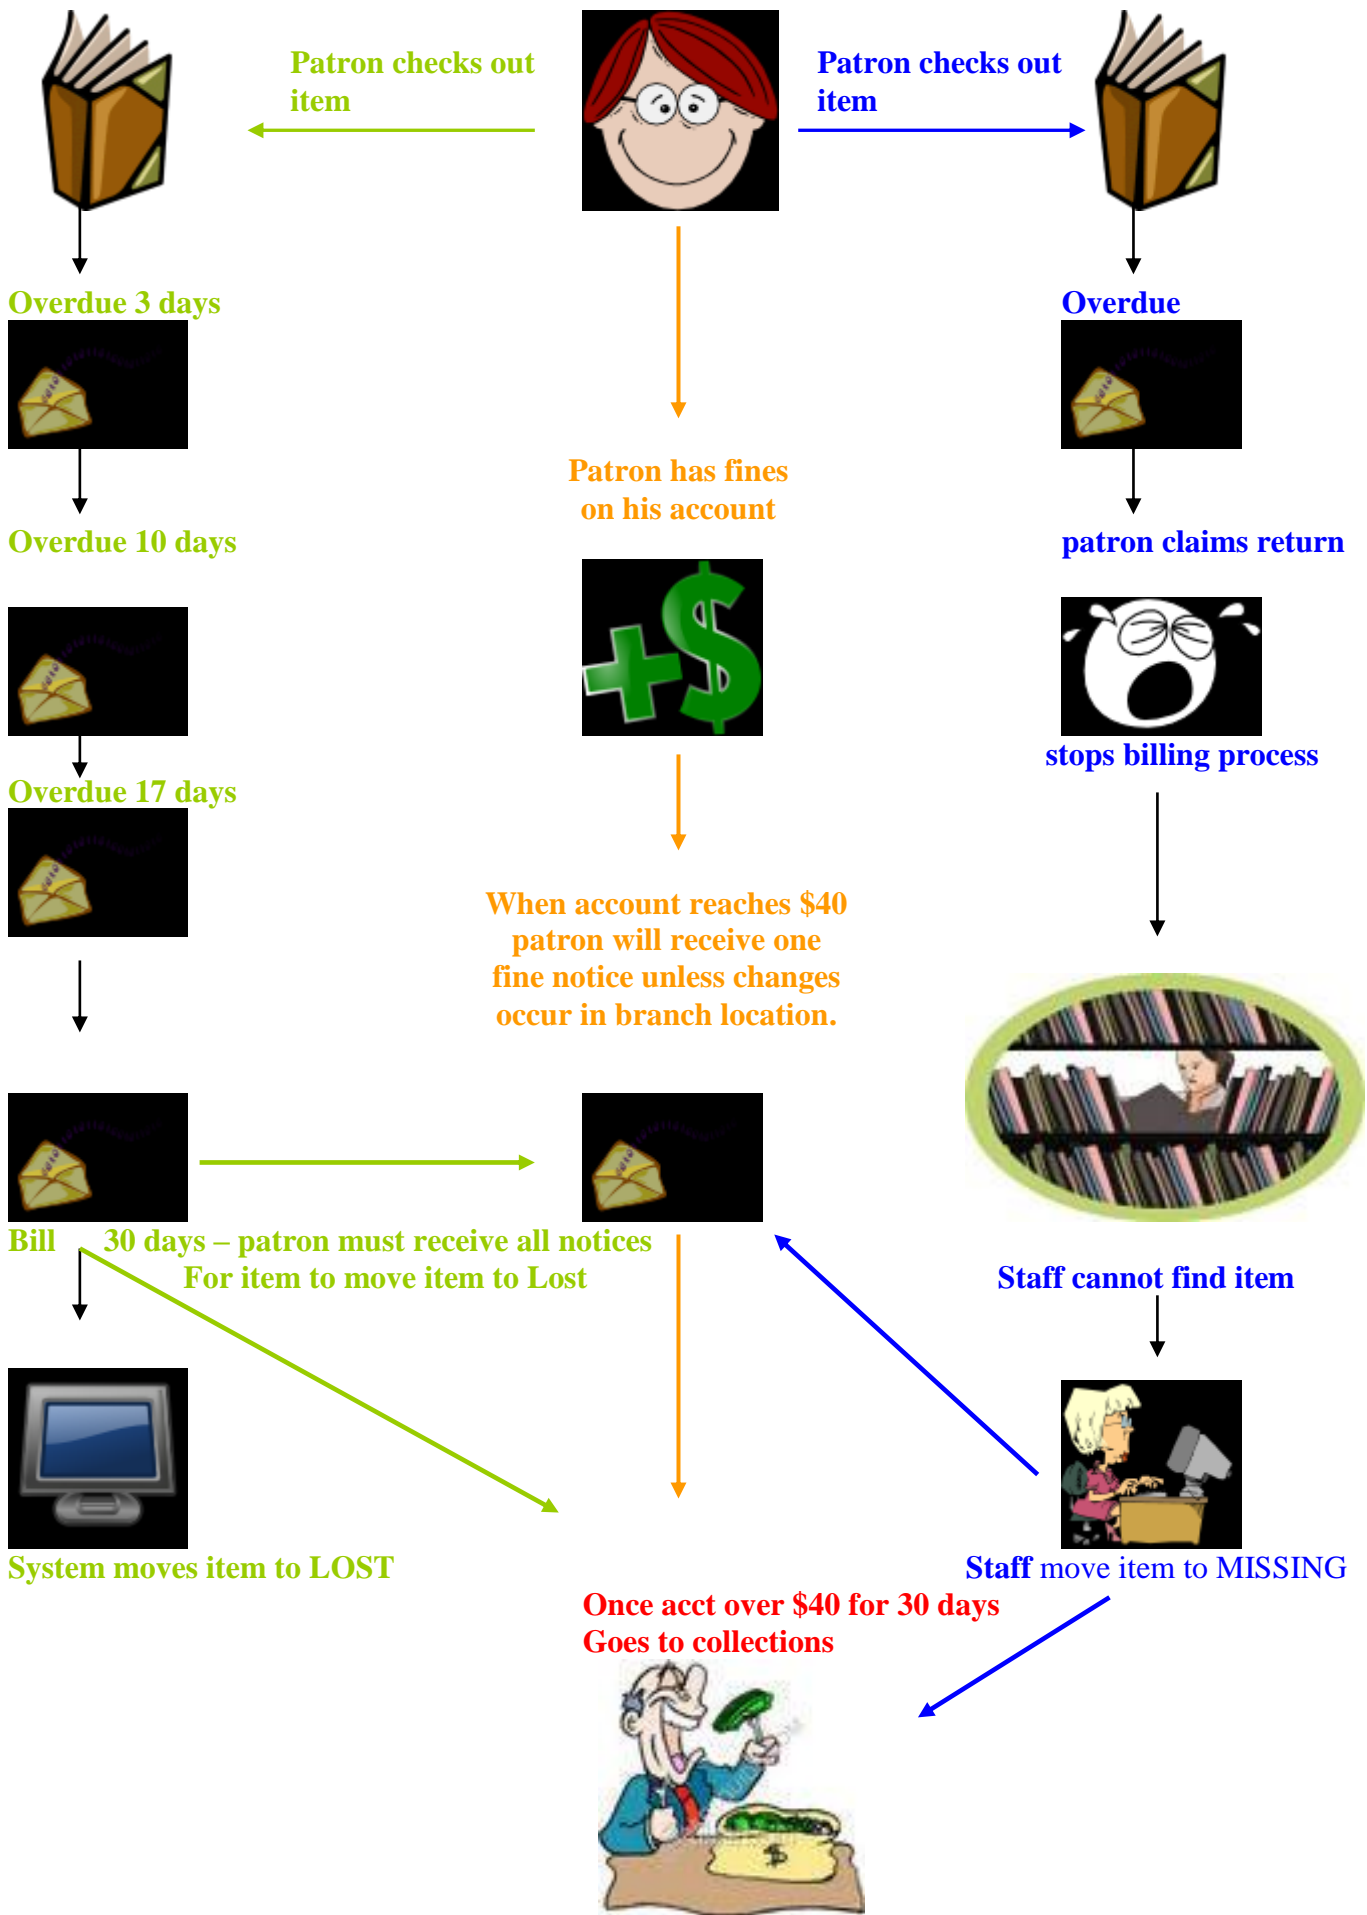 Patron checks out
item
Patron checks out
item
Overdue 3 days
Overdue
Patron has fines
on his account
Overdue 10 days
patron claims return
stops billing process
Overdue 17 days
When account reaches $40
patron will receive one
fine notice unless changes
occur in branch location.
Bill 30 days – patron must receive all notices
For item to move item to Lost
Staff cannot find item
System moves item to LOST
Staff move item to MISSING
Once acct over $40 for 30 days
Goes to collections